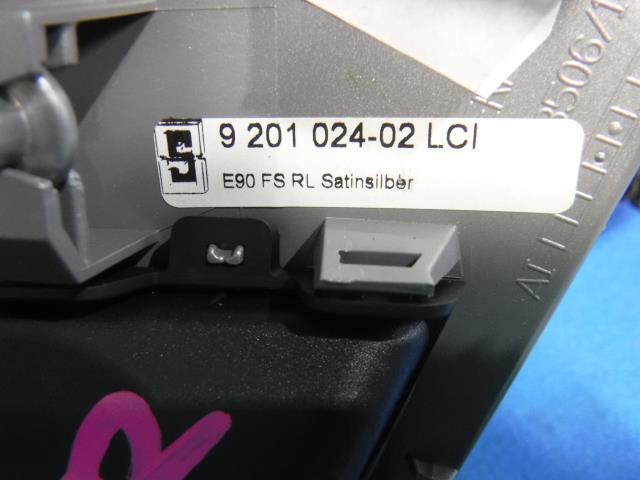 S
9 201 024-02 LCI
E90 FS RL Satinsilber
R